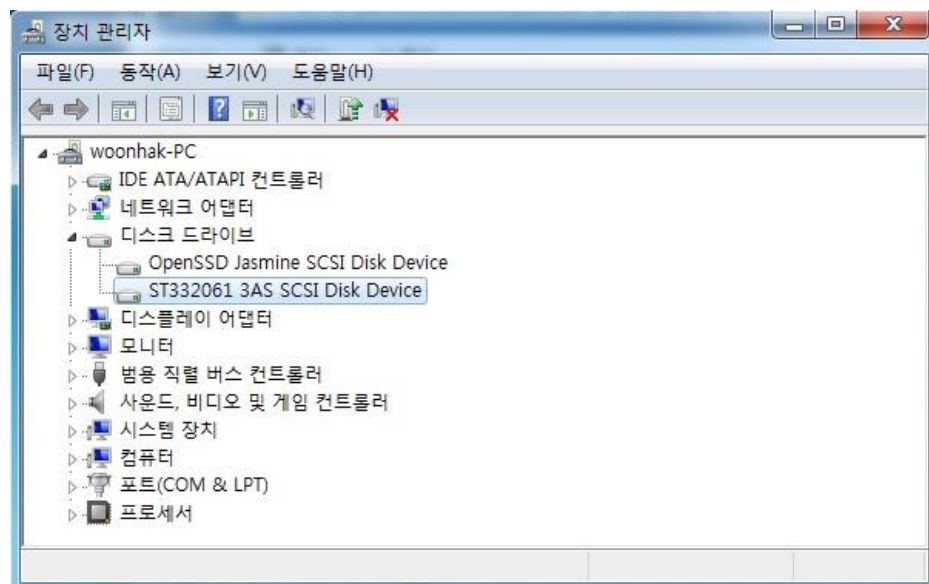 장치 관리자
파일(F) 동작(A) 보기(V) 도움말(H)
woonhak-PC
IDE ATA/ATAPI 컨트롤러
네트워크 어댑터
디스크 드라이브
OpenSSD Jasmine SCSI Disk Device
ST332061 3AS SCSI Disk Device
디스플레이 어댑터
모니터
범용 직렬 버스 컨트롤러
사운드, 비디오 및 게임 컨트롤러
시스템 장치
컴퓨터
포트(COM & LPT)
프로세서